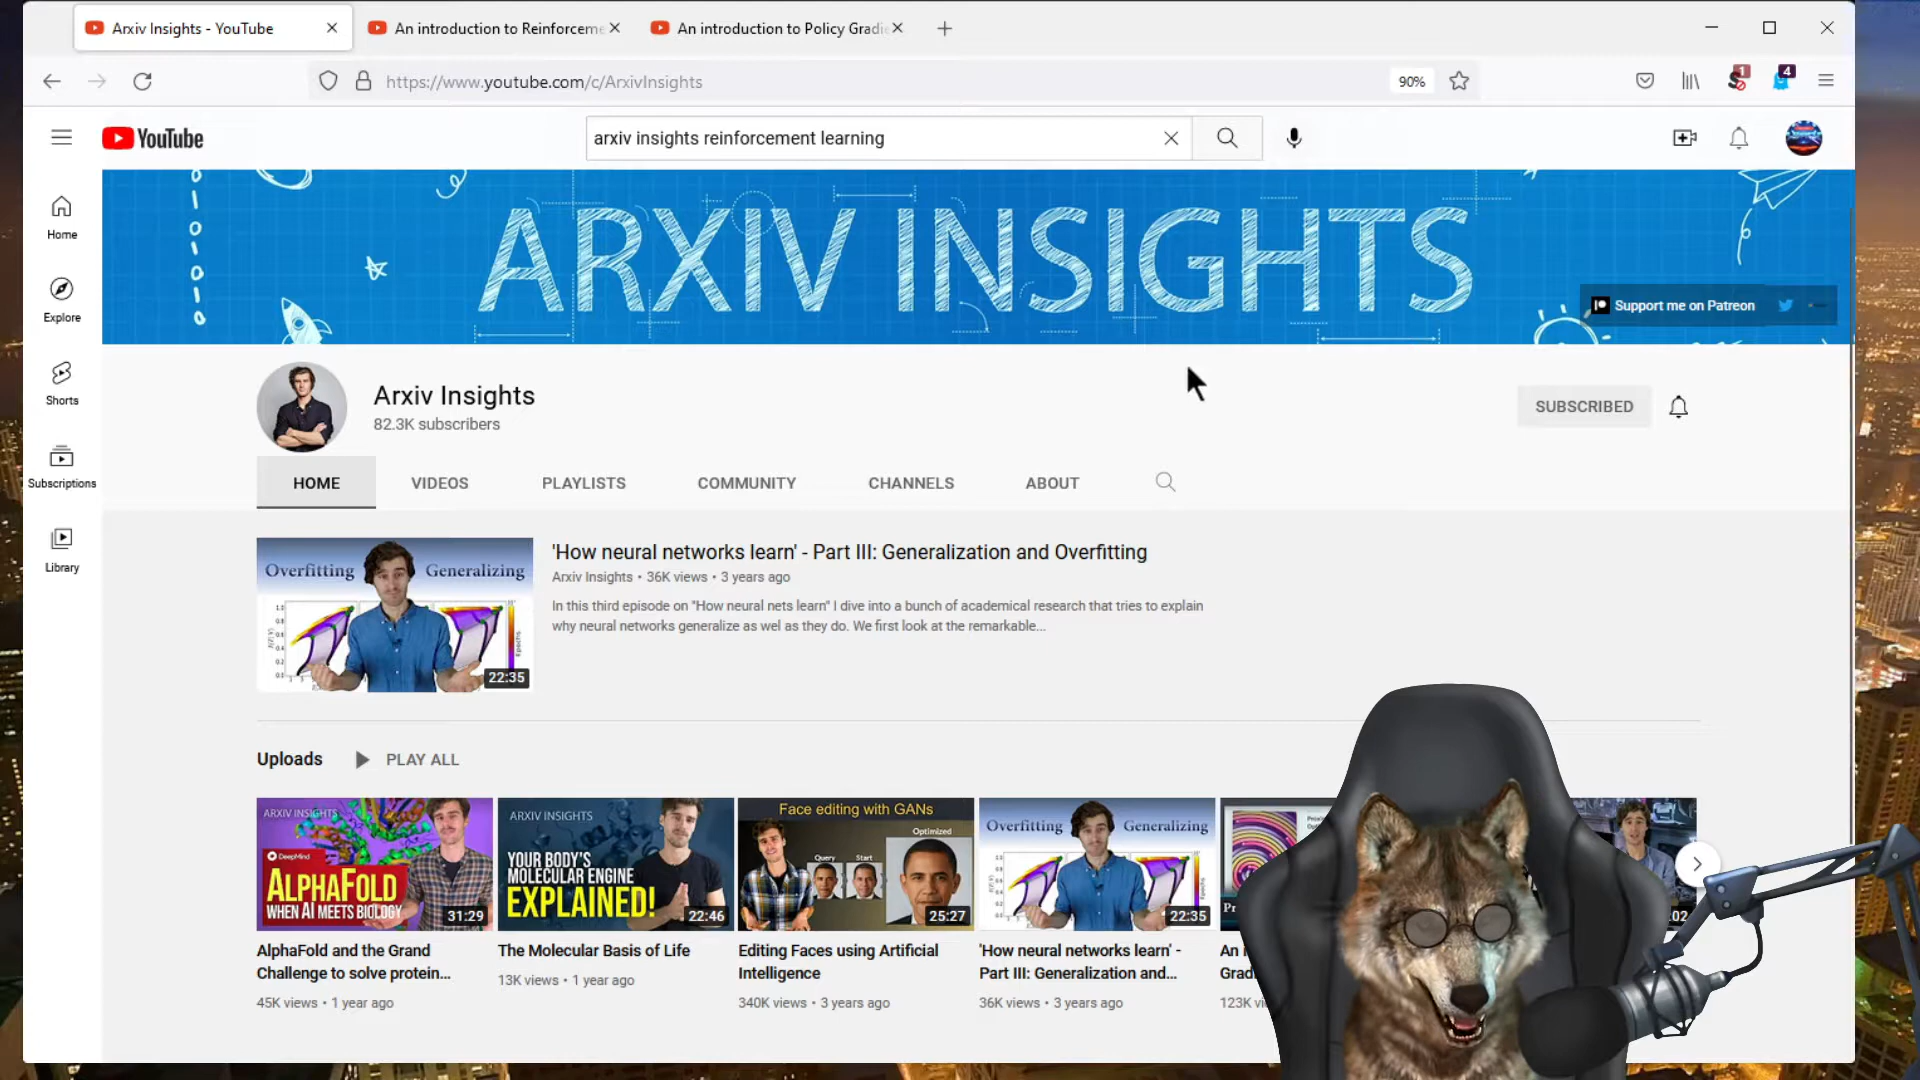 Arxiv Insights - YouTube
An introduction to Reinforceme
An introduction to Policy Gradie
https://www.youtube.com/c/ArxivInsights
90%
1
4
YouTube
arxiv insights reinforcement learning
Home
Explore
Shorts
Subscriptions
Library
ARXIV INSIGHTS
Support me on Patreon
Arxiv Insights
82.3K subscribers
SUBSCRIBED
HOME
VIDEOS
PLAYLISTS
COMMUNITY
CHANNELS
ABOUT
Overfitting
Generalizing
22:35
'How neural networks learn' - Part III: Generalization and Overfitting
Arxiv Insights • 36K views • 3 years ago
In this third episode on "How neural nets learn" I dive into a bunch of academical research that tries to explain
why neural networks generalize as wel as they do. We first look at the remarkable...
Uploads
PLAY ALL
ARXIV INSIGHTS
DeepMind
ALPHAFOLD
WHEN AI MEETS BIOLOGY
31:29
AlphaFold and the Grand
Challenge to solve protein...
45K views • 1 year ago
ARXIV INSIGHTS
YOUR BODY'S
MOLECULAR ENGINE
EXPLAINED!
22:46
The Molecular Basis of Life
13K views • 1 year ago
Face editing with GANs
Optimized
Query
Start
25:27
Editing Faces using Artificial
Intelligence
340K views • 3 years ago
Overfitting
Generalizing
22:35
'How neural networks learn' -
Part III: Generalization and...
36K views • 3 years ago
Pr
An i
Grad
123K vi
:02